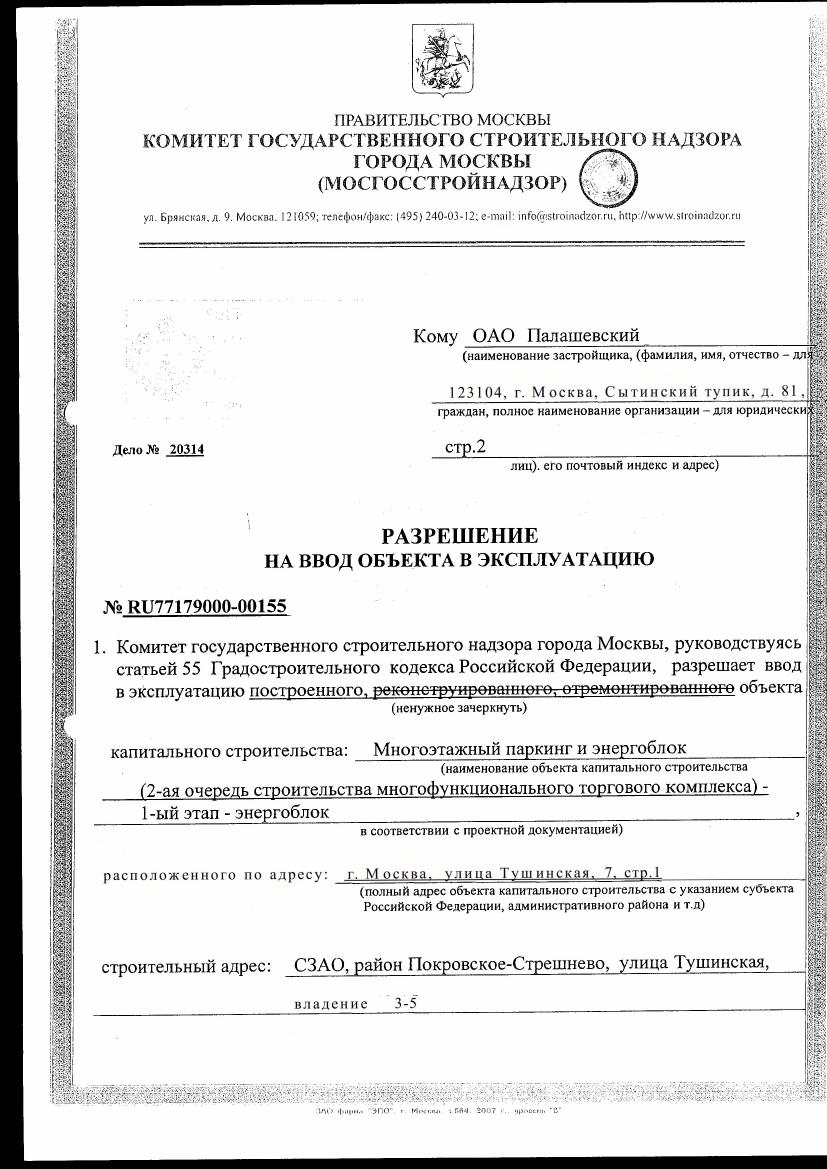 ПРАВИТЕЛЬСТВО МОСКВЫ
КОМИТЕТ ГОСУДАРСТВЕННОГО СТРОИТЕЛЬНОГО НАДЗОРА
ГОРОДА МОСКВЫ
(МОСГОССТРОЙНАДЗОР)
ул. Брянская, д. 9. Москва, 121059; телефон/факс: (495) 240-03-12; e-mail: info@stroinadzor.ru, http://www.stroinadzor.ru
Кому ОАО Палашевский
(наименование застройщика, (фамилия, имя, отчество – для
123104, г. Москва, Сытинский тупик, д. 81,
граждан, полное наименование организации – для юридических
Дело № 20314
стр.2
лиц). его почтовый индекс и адрес)
РАЗРЕШЕНИЕ
НА ВВОД ОБЪЕКТА В ЭКСПЛУАТАЦИЮ
№ RU77179000-00155
1. Комитет государственного строительного надзора города Москвы, руководствуясь
статьей 55 Градостроительного кодекса Российской Федерации, разрешает ввод
в эксплуатацию построенного, реконструированного, отремонтированного объекта
(ненужное зачеркнуть)
капитального строительства: Многоэтажный паркинг и энергоблок
(наименование объекта капитального строительства
(2-ая очередь строительства многофункционального торгового комплекса) -
1-ый этап - энергоблок ,
в соответствии с проектной документацией)
расположенного по адресу: г. Москва, улица Тушинская, 7, стр.1
(полный адрес объекта капитального строительства с указанием субъекта
Российской Федерации, административного района и т.д)
строительный адрес: СЗАО, район Покровское-Стрешнево, улица Тушинская,
владение 3-5
ЗАО фирма "ЭПО", г. Москва, 2007 г., уровень "В"